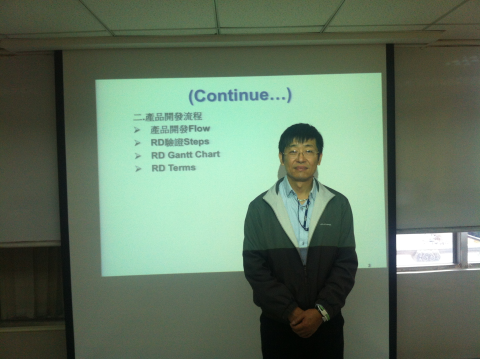 (Continue…)
二.產品開發流程
➢ 產品開發Flow
➢ RD驗證Steps
➢ RD Gantt Chart
➢ RD Terms